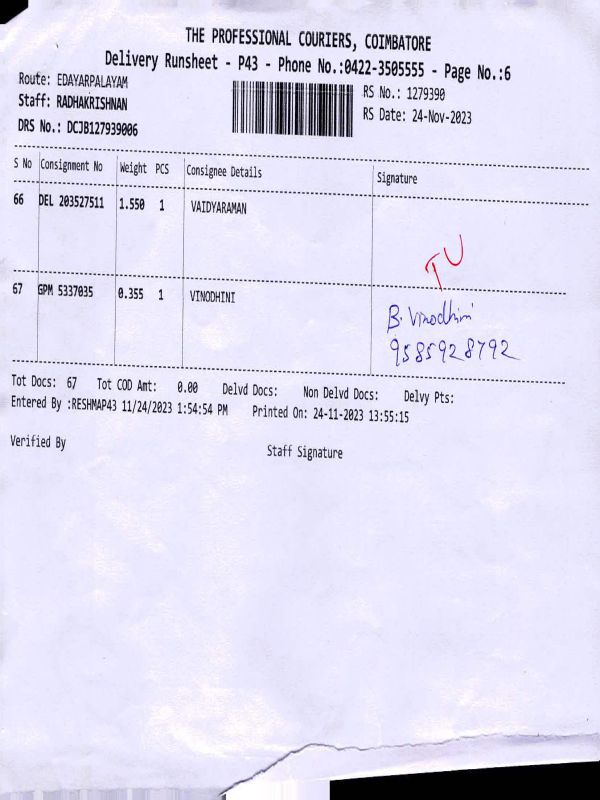 THE PROFESSIONAL COURIERS, COIMBATORE
Delivery Runsheet - P43 - Phone No.:0422-3505555 - Page No.:6
Route: EDAYARPALAYAM
RS No.: 1279390
Staff: RADHAKRISHNAN
RS Date: 24-Nov-2023
DRS No.: DCJB127939006
S No Consignment No Weight PCS Consignee Details Signature
66 DEL 203527511 1.550 1 VAIDYARAMAN
TU
67 GPM 5337035 0.355 1 VINODHINI
B. Vinodhini
9585928792
Tot Docs: 67 Tot COD Amt: 0.00 Delvd Docs: Non Delvd Docs: Delvy Pts:
Entered By :RESHMAP43 11/24/2023 1:54:54 PM Printed On: 24-11-2023 13:55:15
Verified By
Staff Signature